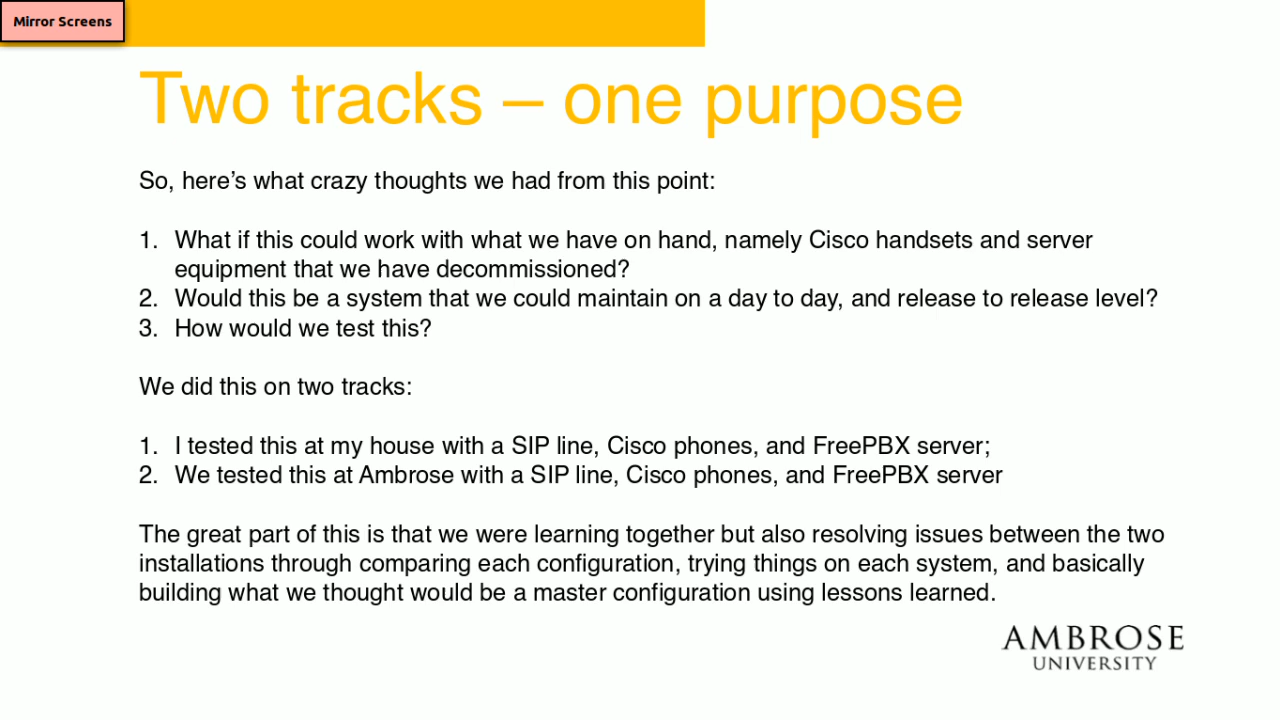 Mirror Screens
Two tracks – one purpose
So, here’s what crazy thoughts we had from this point:
1. What if this could work with what we have on hand, namely Cisco handsets and server
equipment that we have decommissioned?
2. Would this be a system that we could maintain on a day to day, and release to release level?
3. How would we test this?
We did this on two tracks:
1. I tested this at my house with a SIP line, Cisco phones, and FreePBX server;
2. We tested this at Ambrose with a SIP line, Cisco phones, and FreePBX server
The great part of this is that we were learning together but also resolving issues between the two
installations through comparing each configuration, trying things on each system, and basically
building what we thought would be a master configuration using lessons learned.
AMBROSE
UNIVERSITY